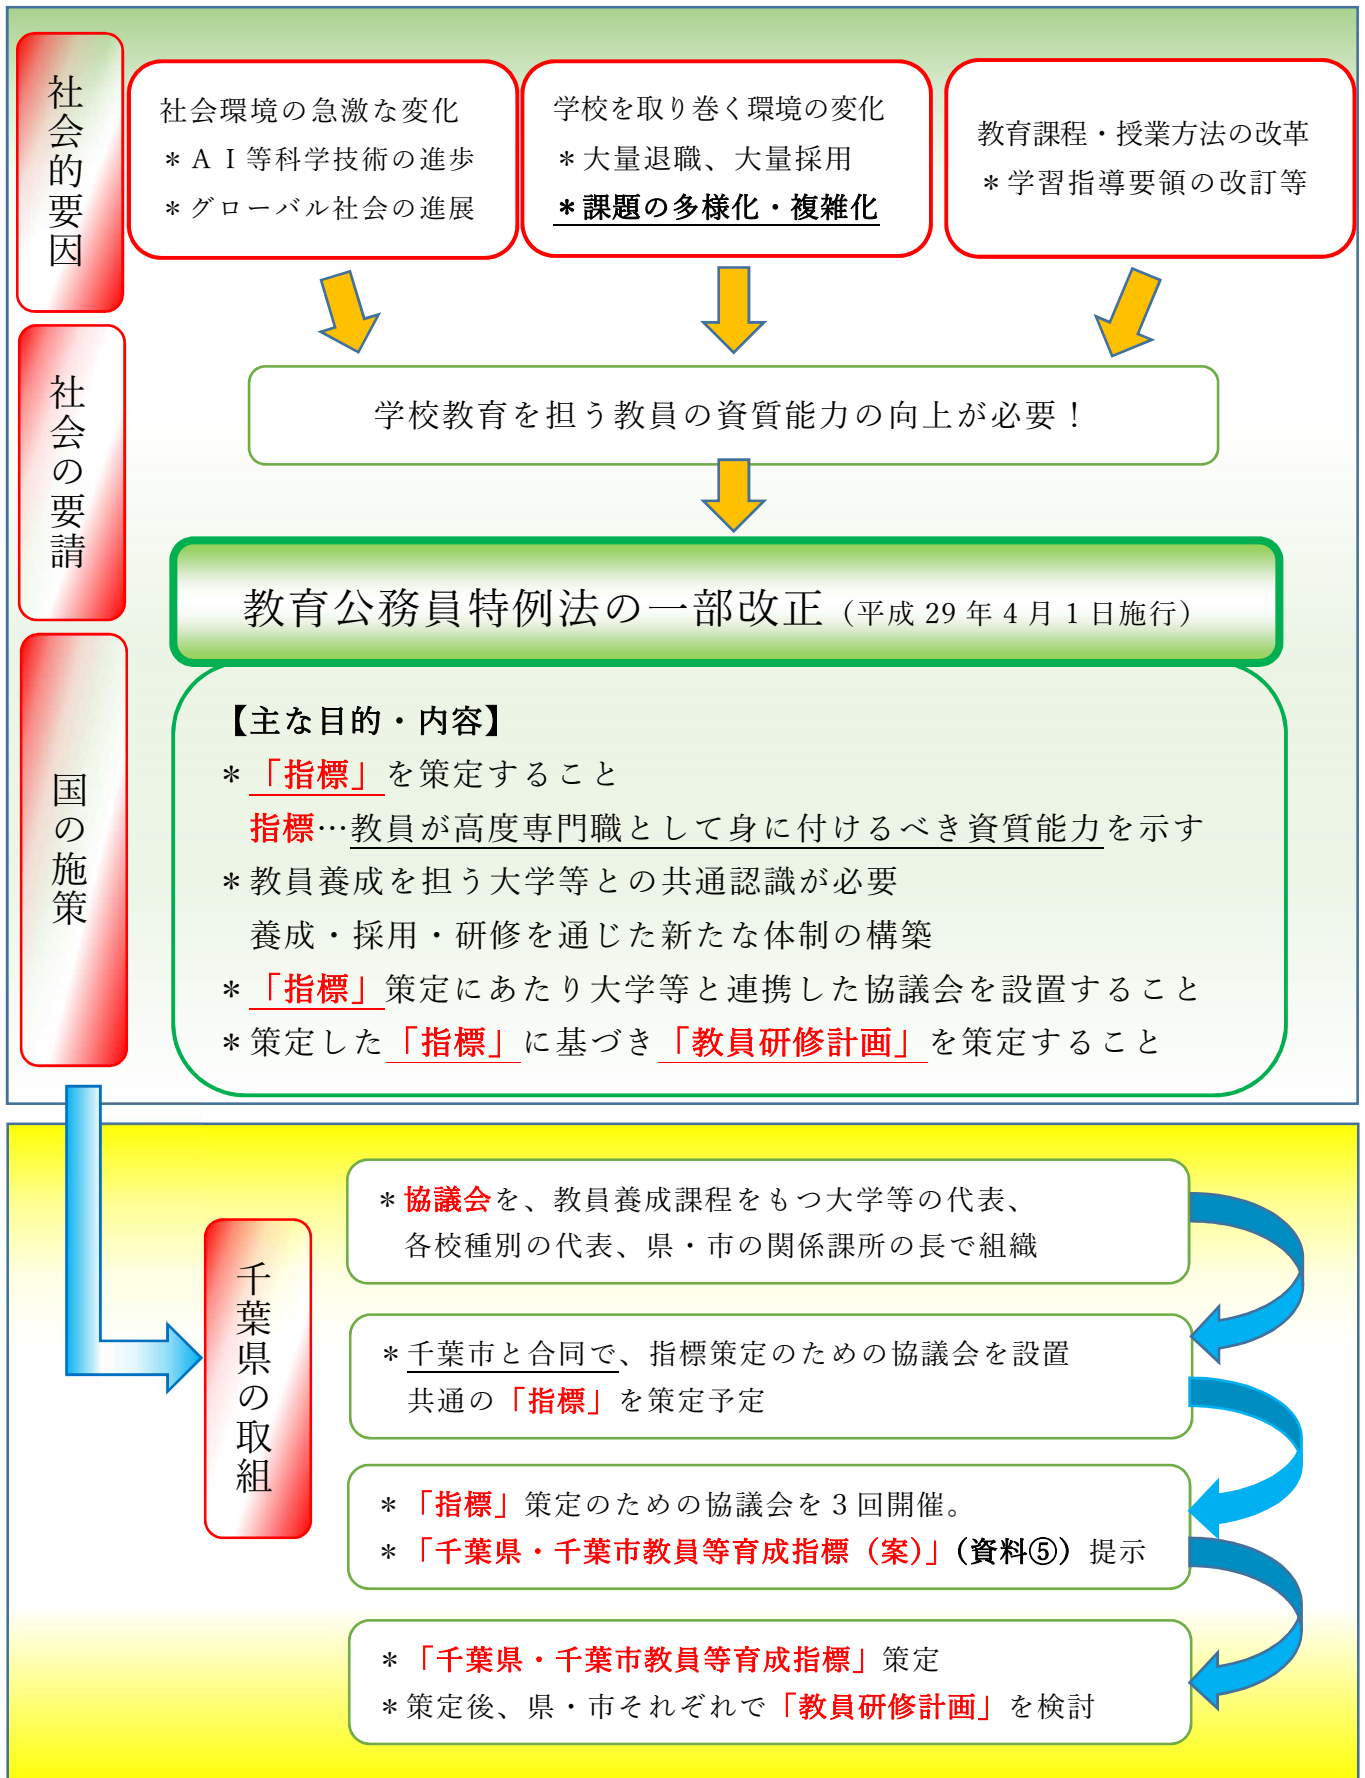 社会的要因
社会環境の急激な変化
＊ＡＩ等科学技術の進歩
＊グローバル社会の進展
学校を取り巻く環境の変化
＊大量退職、大量採用
＊課題の多様化・複雑化
教育課程・授業方法の改革
＊学習指導要領の改訂等
社会の要請
学校教育を担う教員の資質能力の向上が必要！
教育公務員特例法の一部改正（平成 29 年 4 月 1 日施行）
国の施策
【主な目的・内容】
＊「指標」を策定すること
指標…教員が高度専門職として身に付けるべき資質能力を示す
＊教員養成を担う大学等との共通認識が必要
養成・採用・研修を通じた新たな体制の構築
＊「指標」策定にあたり大学等と連携した協議会を設置すること
＊策定した「指標」に基づき「教員研修計画」を策定すること
千葉県の取組
＊協議会を、教員養成課程をもつ大学等の代表、
各校種別の代表、県・市の関係課所の長で組織
＊千葉市と合同で、指標策定のための協議会を設置
共通の「指標」を策定予定
＊「指標」策定のための協議会を３回開催。
＊「千葉県・千葉市教員等育成指標（案）」（資料⑤）提示
＊「千葉県・千葉市教員等育成指標」策定
＊策定後、県・市それぞれで「教員研修計画」を検討